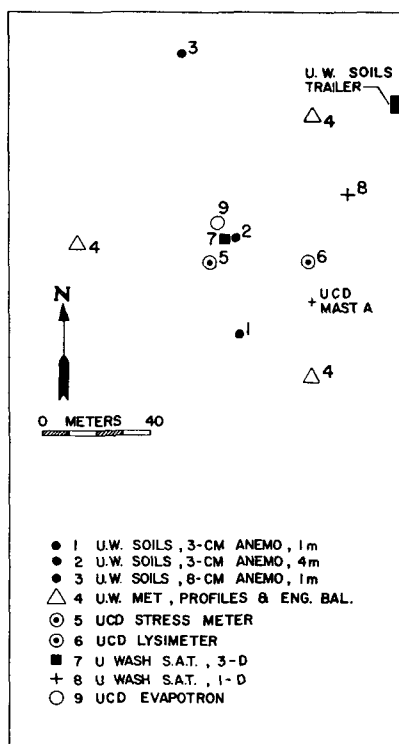 3
U.W. SOILS
TRAILER
4
8
9
7 2
4
5
6
N
UCD
MAST A
1
4
0 METERS 40
1 U.W. SOILS, 3-CM ANEMO, 1m
2 U.W. SOILS, 3-CM ANEMO, 4m
3 U.W. SOILS, 8-CM ANEMO, 1m
4 U.W. MET, PROFILES & ENG. BAL.
5 UCD STRESS METER
6 UCD LYSIMETER
7 U WASH S.A.T., 3-D
8 U WASH S.A.T., 1-D
9 UCD EVAPOTRON